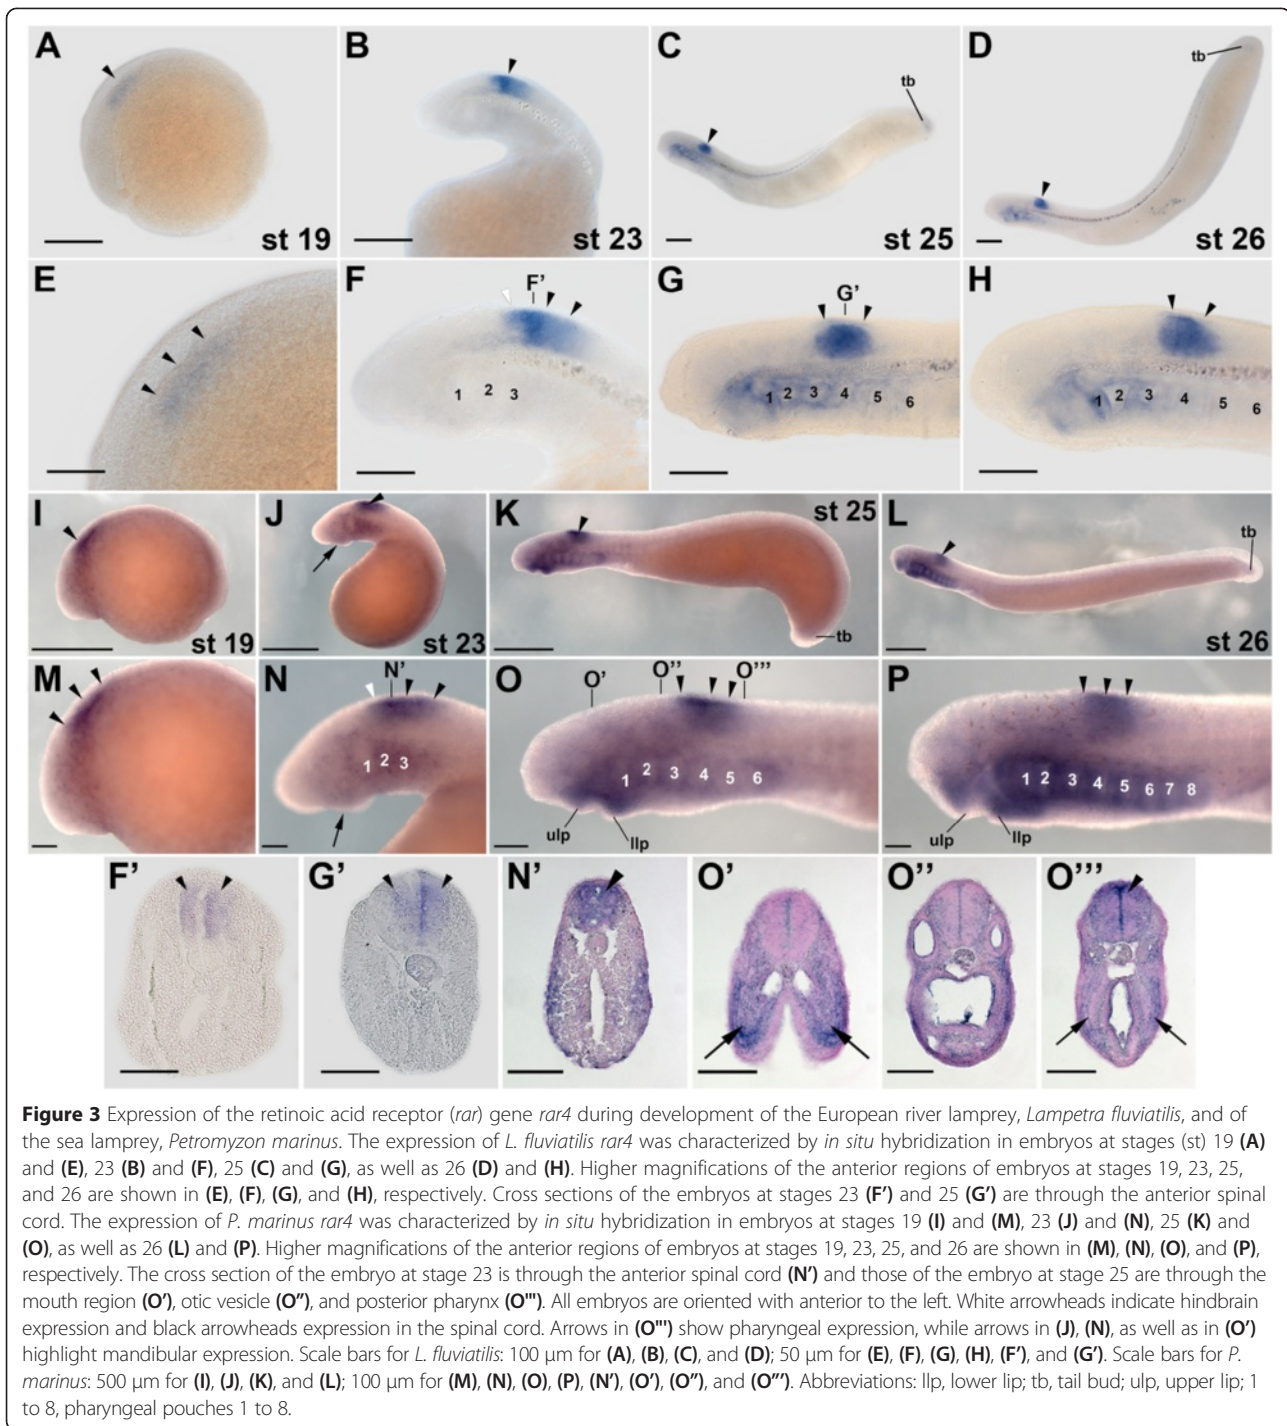 A
B
C
D
tb
tb
st 19
st 23
st 25
st 26
E
F
F’
G
G’
H
1 2 3
1 2 3 4 5 6
1 2 3 4 5 6
I
J
K
st 25
L
tb
st 19
st 23
tb
st 26
M
N
N’
O
O’
O’’
O’’’
P
1 2 3
1 2 3 4 5 6
1 2 3 4 5 6 7 8
ulp
llp
ulp
llp
F’
G’
N’
O’
O’’
O’’’
Figure 3 Expression of the retinoic acid receptor (rar) gene rar4 during development of the European river lamprey, Lampetra fluviatilis, and of
the sea lamprey, Petromyzon marinus. The expression of L. fluviatilis rar4 was characterized by in situ hybridization in embryos at stages (st) 19 (A)
and (E), 23 (B) and (F), 25 (C) and (G), as well as 26 (D) and (H). Higher magnifications of the anterior regions of embryos at stages 19, 23, 25,
and 26 are shown in (E), (F), (G), and (H), respectively. Cross sections of the embryos at stages 23 (F’) and 25 (G’) are through the anterior spinal
cord. The expression of P. marinus rar4 was characterized by in situ hybridization in embryos at stages 19 (I) and (M), 23 (J) and (N), 25 (K) and
(O), as well as 26 (L) and (P). Higher magnifications of the anterior regions of embryos at stages 19, 23, 25, and 26 are shown in (M), (N), (O), and (P),
respectively. The cross section of the embryo at stage 23 is through the anterior spinal cord (N’) and those of the embryo at stage 25 are through the
mouth region (O’), otic vesicle (O”), and posterior pharynx (O"'). All embryos are oriented with anterior to the left. White arrowheads indicate hindbrain
expression and black arrowheads expression in the spinal cord. Arrows in (O"') show pharyngeal expression, while arrows in (J), (N), as well as in (O’)
highlight mandibular expression. Scale bars for L. fluviatilis: 100 μm for (A), (B), (C), and (D); 50 μm for (E), (F), (G), (H), (F’), and (G’). Scale bars for P.
marinus: 500 μm for (I), (J), (K), and (L); 100 μm for (M), (N), (O), (P), (N’), (O’), (O”), and (O”’). Abbreviations: llp, lower lip; tb, tail bud; ulp, upper lip; 1
to 8, pharyngeal pouches 1 to 8.